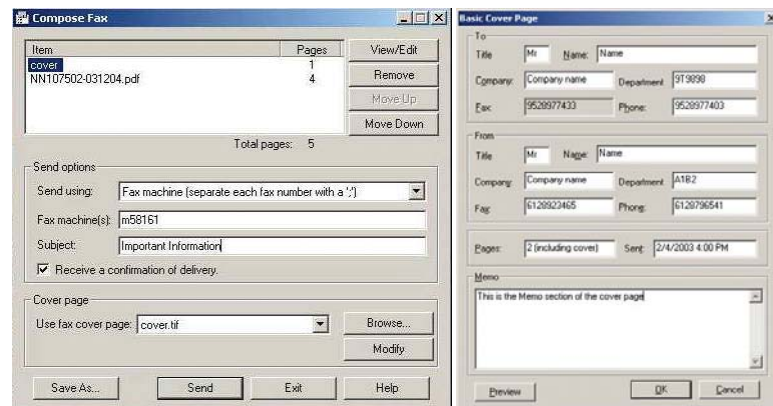 Compose Fax
Item Pages View/Edit
cover 1
NN107502-031204.pdf 4
Remove
Move Up
Move Down
Total pages: 5
Send options
Send using: Fax machine (separate each fax number with a ';')
Fax machine(s): m58161
Subject: Important Information
Receive a confirmation of delivery.
Cover page
Use fax cover page: cover.tif Browse...
Modify
Save As... Send Exit Help
Basic Cover Page
To
Title Mr Name: Name
Company: Company name Department 9T9898
Fax: 9528977433 Phone: 9528977403
From
Title Mr Name: Name
Company: Company name Department A1B2
Fax: 6128923465 Phone: 6128796541
Pages: 2 (including cover) Sent: 2/4/2003 4:00 PM
Memo
This is the Memo section of the cover page
Preview OK Cancel